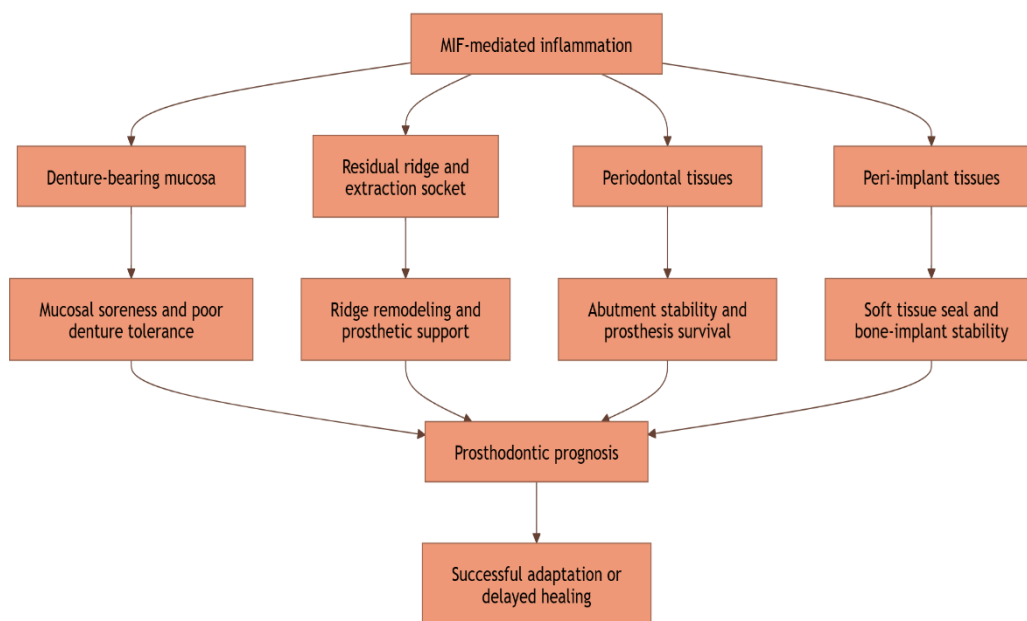 MIF-mediated inflammation
Denture-bearing mucosa
Residual ridge and
extraction socket
Periodontal tissues
Peri-implant tissues
Mucosal soreness and poor
denture tolerance
Ridge remodeling and
prosthetic support
Abutment stability and
prosthesis survival
Soft tissue seal and
bone-implant stability
Prosthodontic prognosis
Successful adaptation or
delayed healing